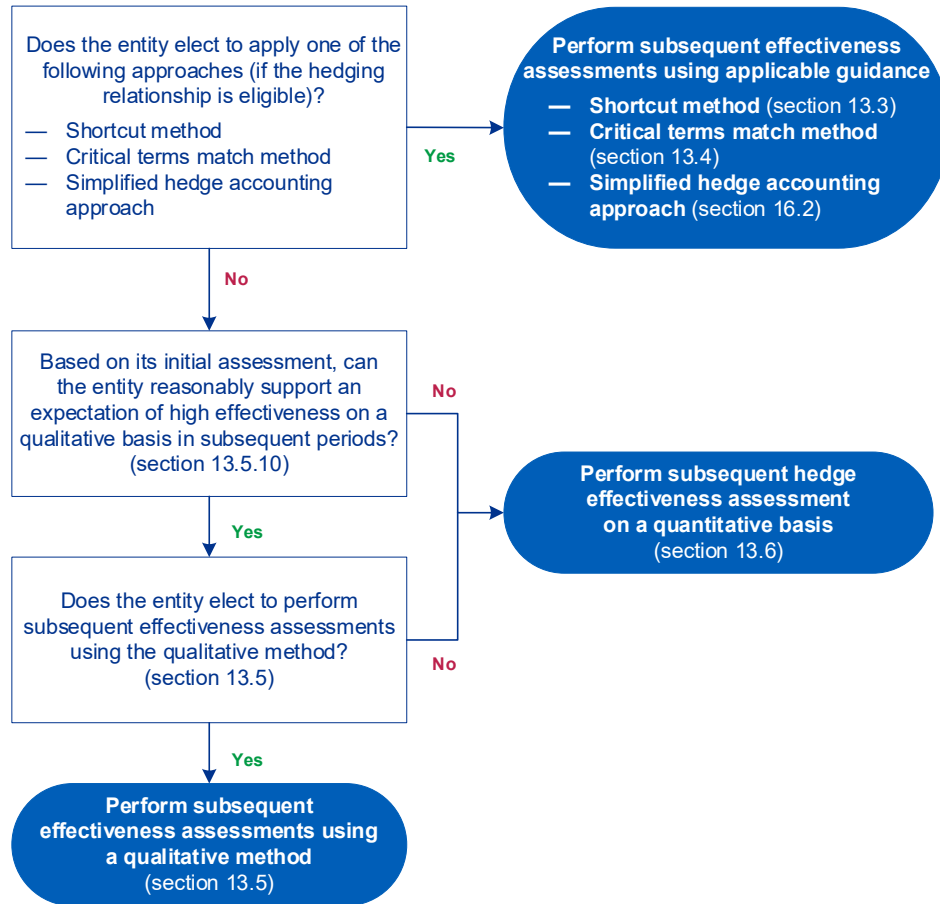 Does the entity elect to apply one of the
following approaches (if the hedging
relationship is eligible)?
— Shortcut method
— Critical terms match method
— Simplified hedge accounting
approach
Yes
Perform subsequent effectiveness
assessments using applicable guidance
— Shortcut method (section 13.3)
— Critical terms match method
(section 13.4)
— Simplified hedge accounting
approach (section 16.2)
No
Based on its initial assessment, can
the entity reasonably support an
expectation of high effectiveness on a
qualitative basis in subsequent periods?
(section 13.5.10)
No
Perform subsequent hedge
effectiveness assessment
on a quantitative basis
(section 13.6)
Yes
Does the entity elect to perform
subsequent effectiveness assessments
using the qualitative method?
(section 13.5)
No
Yes
Perform subsequent
effectiveness assessments using
a qualitative method
(section 13.5)